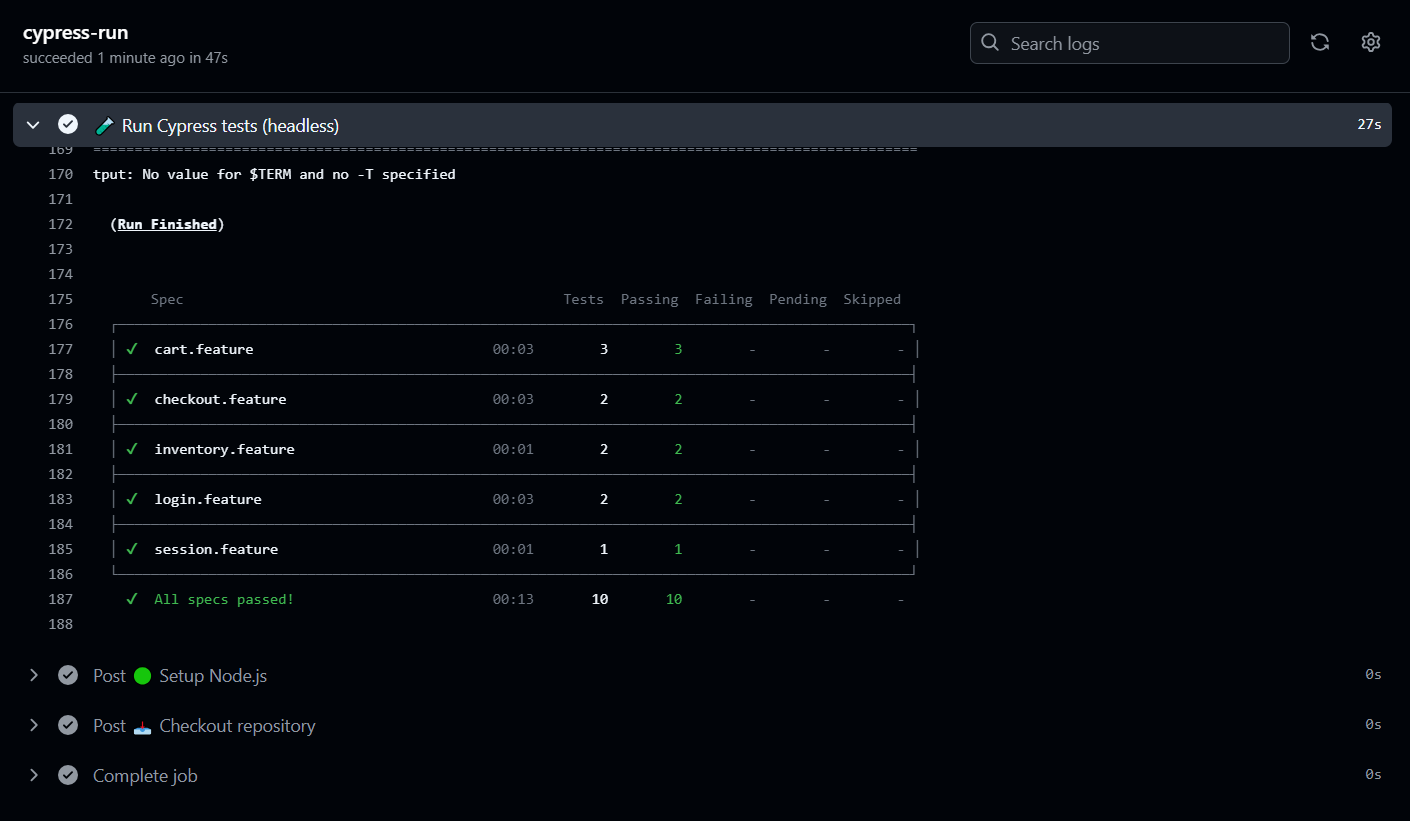 cypress-run
succeeded 1 minute ago in 47s
Search logs
Run Cypress tests (headless) 27s
169 ====================================================================================================
170 tput: No value for $TERM and no -T specified
171
172 (Run Finished)
173
174
175 Spec Tests Passing Failing Pending Skipped
176
177 ✓ cart.feature 00:03 3 3 - - -
178
179 ✓ checkout.feature 00:03 2 2 - - -
180
181 ✓ inventory.feature 00:01 2 2 - - -
182
183 ✓ login.feature 00:03 2 2 - - -
184
185 ✓ session.feature 00:01 1 1 - - -
186
187 ✓ All specs passed! 00:13 10 10 - - -
188
Post 🟢 Setup Node.js 0s
Post 📥 Checkout repository 0s
Complete job 0s